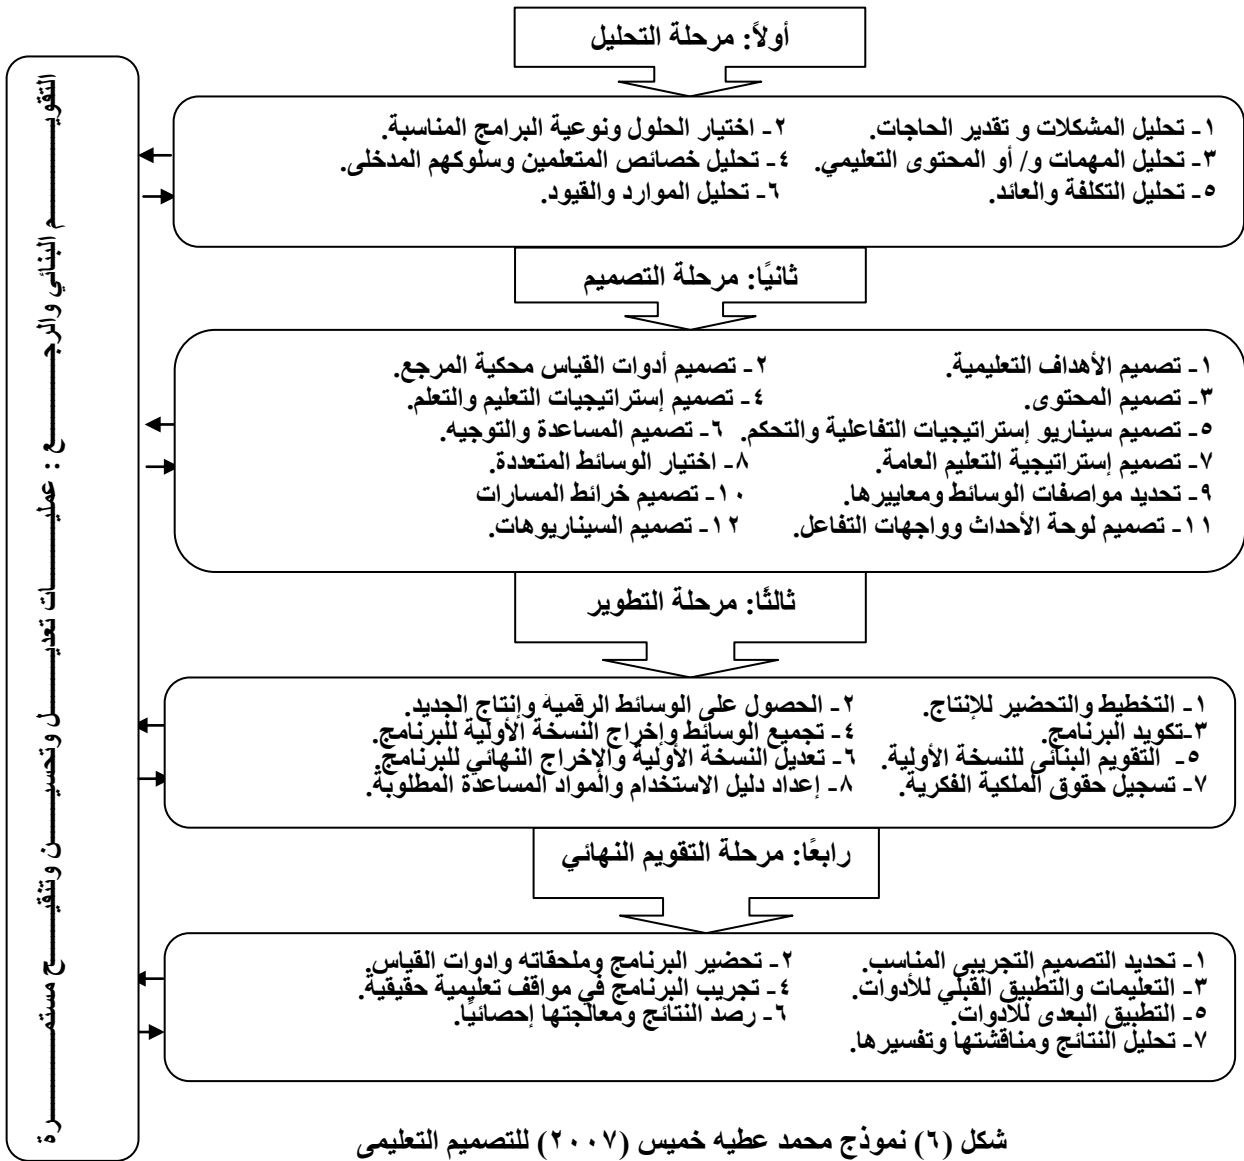 أولاً: مرحلة التحليل
١- تحليل المشكلات و تقدير الحاجات. ٢- اختيار الحلول ونوعية البرامج المناسبة.
٣- تحليل المهمات و/ أو المحتوى التعليمي. ٤- تحليل خصائص المتعلمين وسلوكهم المدخلى.
٥- تحليل التكلفة والعائد. ٦- تحليل الموارد والقيود.
ثانيًا: مرحلة التصميم
١- تصميم الأهداف التعليمية. ٢- تصميم أدوات القياس محكية المرجع.
٣- تصميم المحتوى. ٤- تصميم إستراتيجيات التعليم والتعلم.
٥- تصميم سيناريو إستراتيجيات التفاعلية والتحكم. ٦- تصميم المساعدة والتوجيه.
٧- تصميم إستراتيجية التعليم العامة. ٨- اختيار الوسائط المتعددة.
٩- تحديد مواصفات الوسائط ومعاييرها. ١٠- تصميم خرائط المسارات
١١- تصميم لوحة الأحداث وواجهات التفاعل. ١٢- تصميم السيناريوهات.
ثالثًا: مرحلة التطوير
١- التخطيط والتحضير للإنتاج. ٢- الحصول على الوسائط الرقمية وإنتاج الجديد.
٣-تكويد البرنامج. ٤- تجميع الوسائط وإخراج النسخة الأولية للبرنامج.
٥- التقويم البنائى للنسخة الأولية. ٦- تعديل النسخة الأولية والإخراج النهائي للبرنامج.
٧- تسجيل حقوق الملكية الفكرية. ٨- إعداد دليل الاستخدام والمواد المساعدة المطلوبة.
رابعًا: مرحلة التقويم النهائي
١- تحديد التصميم التجريبى المناسب. ٢- تحضير البرنامج وملحقاته وادوات القياس.
٣- التعليمات والتطبيق القبلي للأدوات. ٤- تجريب البرنامج في مواقف تعليمية حقيقية.
٥- التطبيق البعدى للأدوات. ٦- رصد النتائج ومعالجتها إحصائيًا.
٧- تحليل النتائج ومناقشتها وتفسيرها.
التقويـــــم البنائي والرجـــــع : عمليـــــات تعديـــــل وتحسيـــــن وتنقيـــــح مستمـــــرة
شكل (٦) نموذج محمد عطيه خميس (٢٠٠٧) للتصميم التعليمى